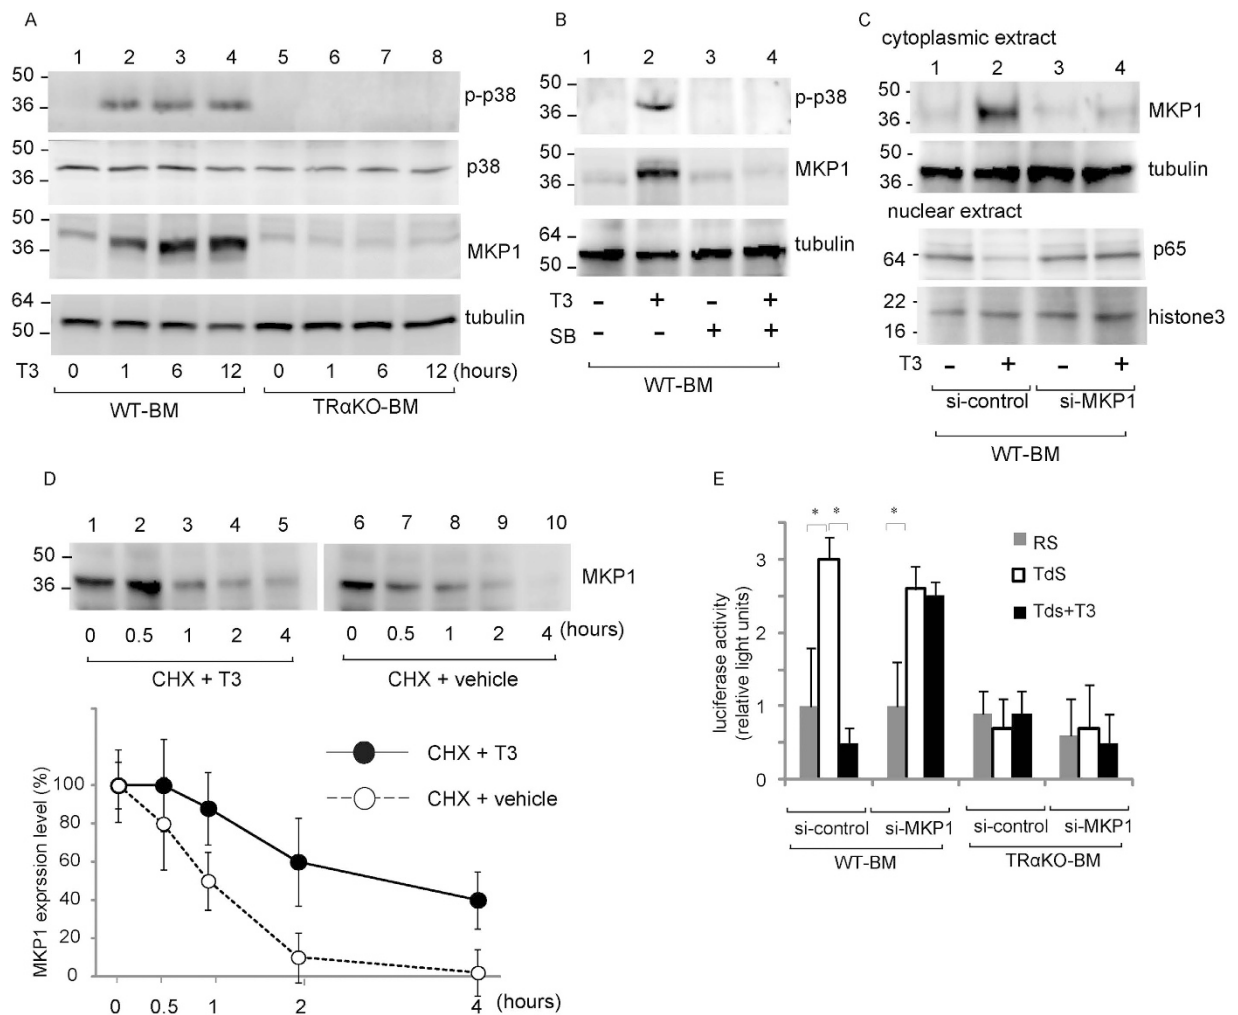 A
1 2 3 4 5 6 7 8
50
36
p-p38
50
36
p38
50
36
MKP1
64
50
tubulin
T3 0 1 6 12 0 1 6 12 (hours)
WT-BM TRαKO-BM
B
1 2 3 4
50
36
p-p38
50
36
MKP1
64
50
tubulin
T3 - + - +
SB - - + +
WT-BM
C
cytoplasmic extract
1 2 3 4
50
36
MKP1
50
36
tubulin
nuclear extract
64
p65
22
16
histone3
T3 - + - +
si-control si-MKP1
WT-BM
D
1 2 3 4 5 6 7 8 9 10
50
36
MKP1
0 0.5 1 2 4 0 0.5 1 2 4 (hours)
CHX + T3 CHX + vehicle
MKP1 exprssion level (%)
100
80
60
40
20
0
CHX + T3
CHX + vehicle
0 0.5 1 2 4 (hours)
E
* * *
luciferase activity
(relative light units)
3
2
1
0
RS
TdS
Tds+T3
si-control si-MKP1 si-control si-MKP1
WT-BM TRαKO-BM